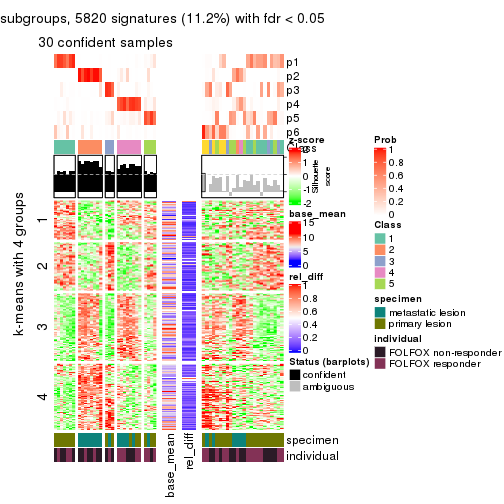 subgroups, 5820 signatures (11.2%) with fdr < 0.05
30 confident samples
p1
p2
p3
p4
p5
p6
Class
z-score
2
1
0
-1
-2
Silhouette
score
1
0.5
0
k-means with 4 groups
1
2
3
4
base_mean
15
10
5
0
rel_diff
1
0.8
0.6
0.4
0.2
0
Status (barplots)
confident
ambiguous
Prob
1
0.8
0.6
0.4
0.2
0
Class
1
2
3
4
5
specimen
metastatic lesion
primary lesion
individual
FOLFOX non-responder
FOLFOX responder
specimen
individual
base_mean
rel_diff